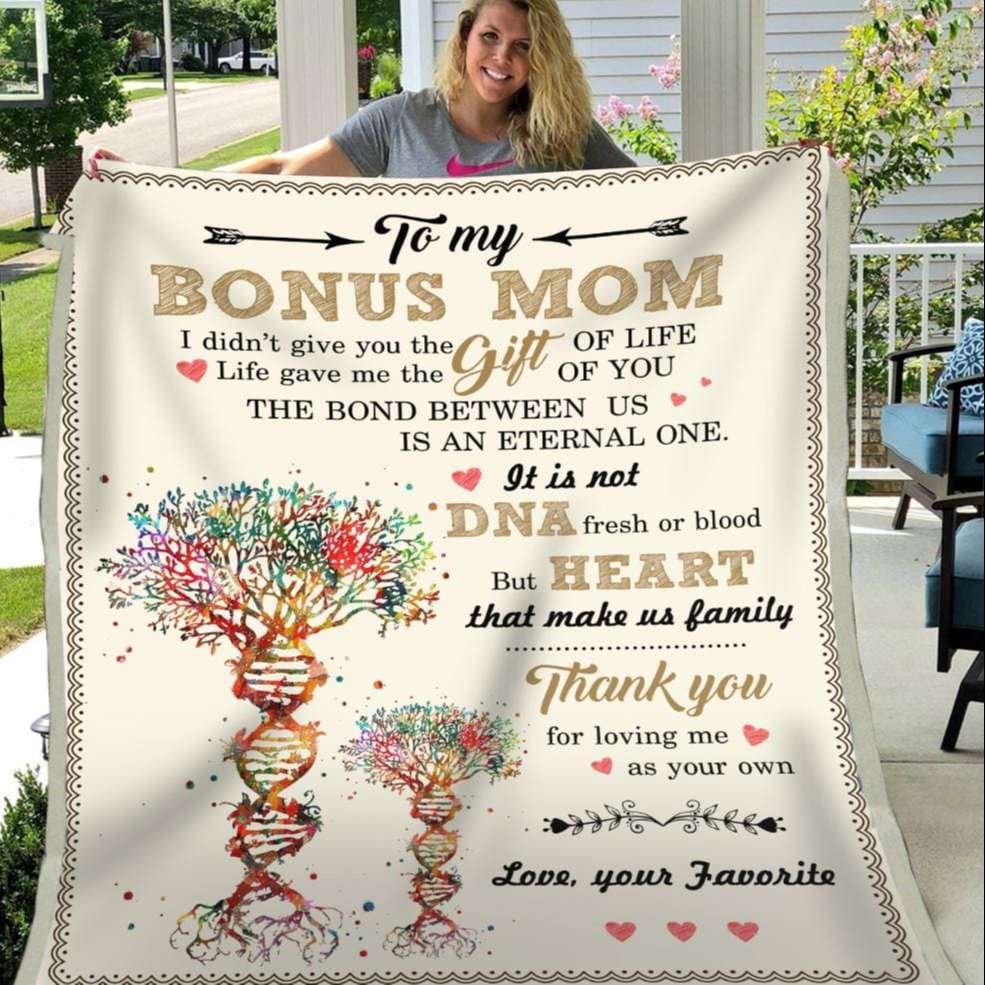 To my
BONUS MOM
I didn't give you the Gift OF LIFE
Life gave me the OF YOU
THE BOND BETWEEN US
IS AN ETERNAL ONE.
It is not
DNA fresh or blood
But HEART
that make us family
Thank you
for loving me
as your own
Love, your Favorite